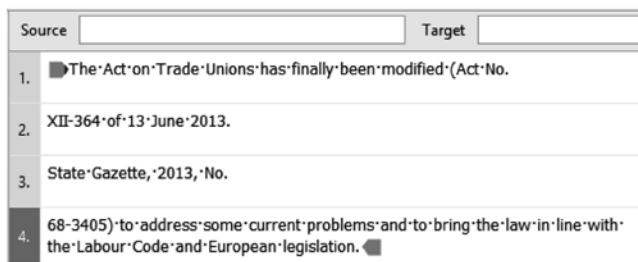 Source Target
1. The Act on Trade Unions has finally been modified (Act No.
2. XII-364 of 13 June 2013.
3. State Gazette, 2013, No.
4. 68-3405) to address some current problems and to bring the law in line with
the Labour Code and European legislation.